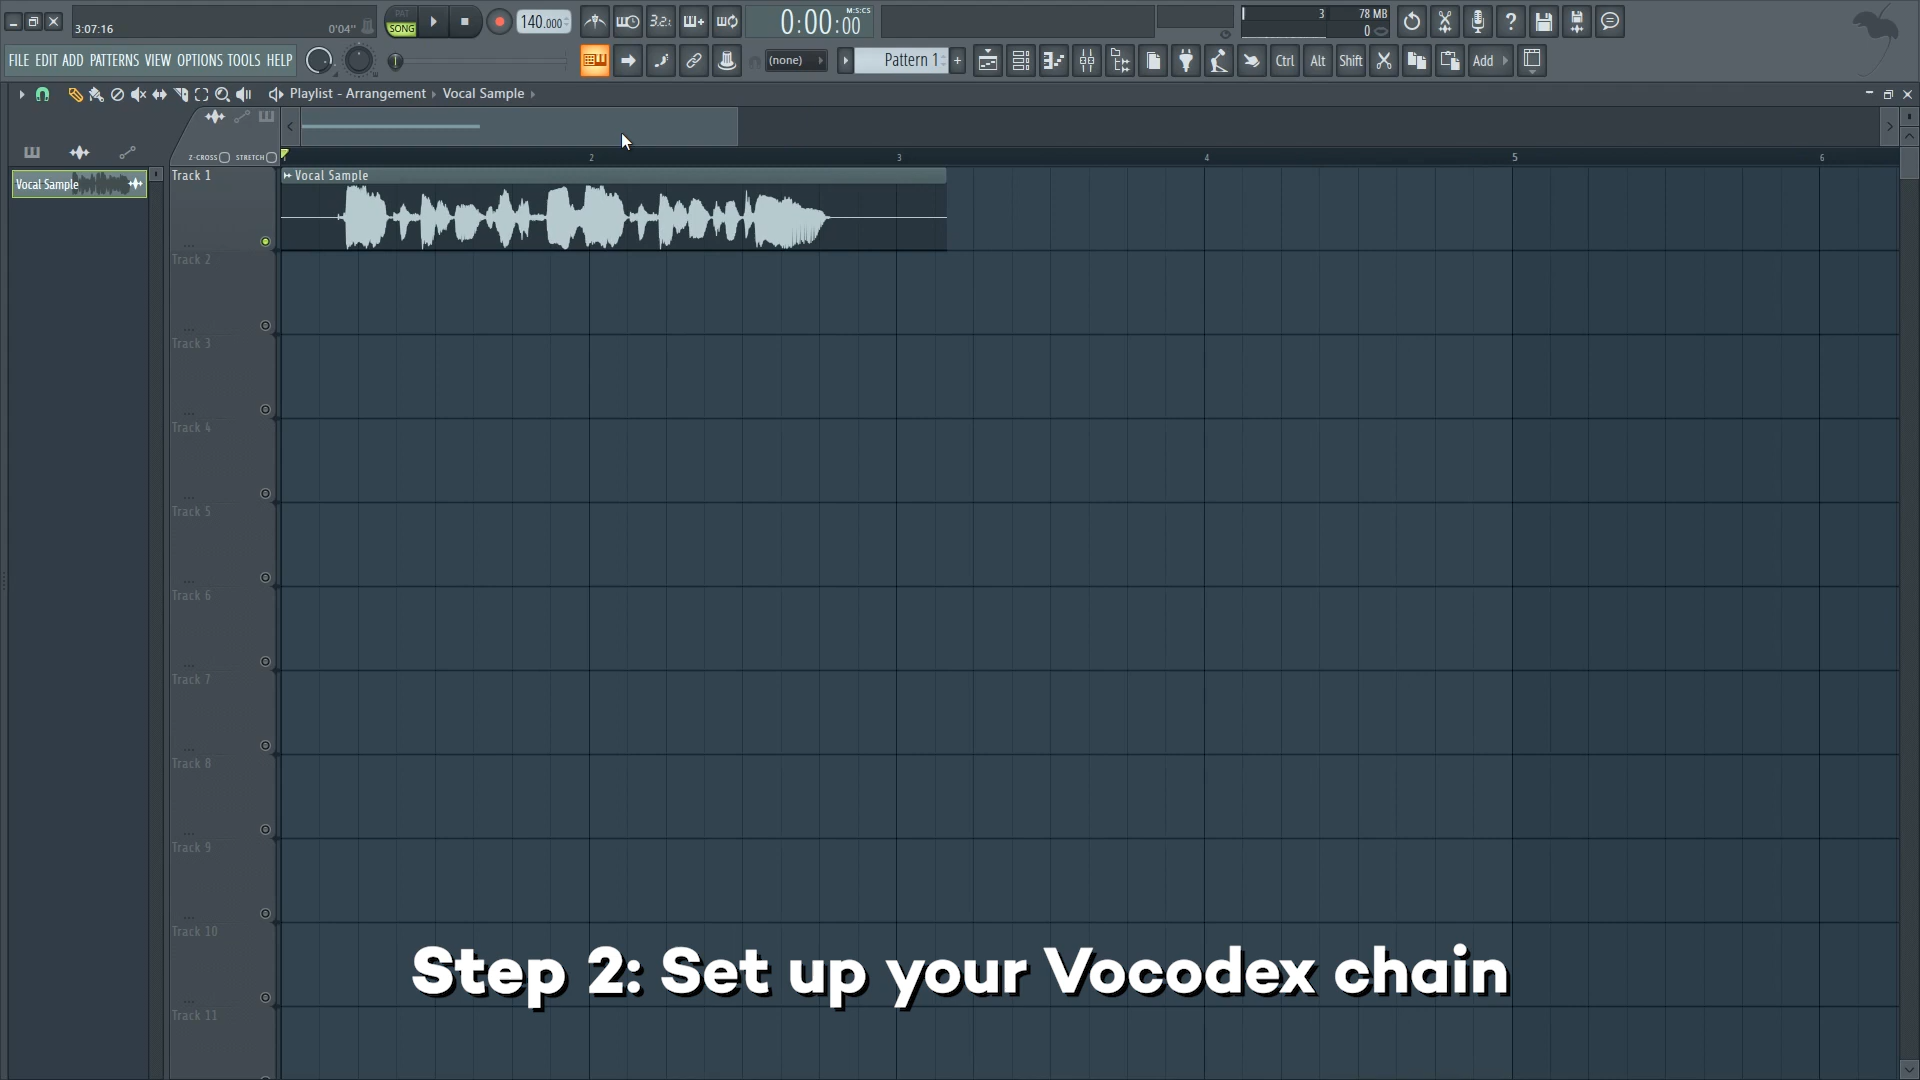 3:07:16
0'04"
PAT
SONG
140.000
3.2.
M:S:CS
0:00:00
3
78 MB
0
FILE EDIT ADD PATTERNS VIEW OPTIONS TOOLS HELP
(none)
Pattern 1
+
Ctrl
Alt
Shift
Add
Playlist - Arrangement
Vocal Sample
Z-CROSS
STRETCH
2
3
4
5
6
Vocal Sample
Track 1
Vocal Sample
Track 2
Track 3
Track 4
Track 5
Track 6
Track 7
Track 8
Track 9
Track 10
Track 11
Step 2: Set up your Vocodex chain